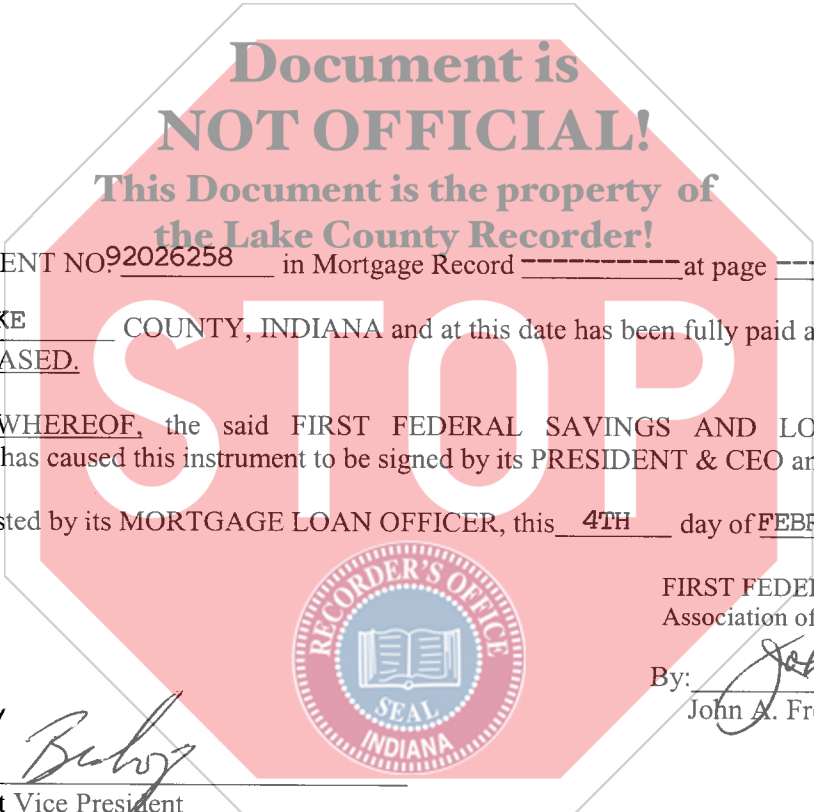 Document is
NOT OFFICIAL!
This Document is the property of
the Lake County Recorder!
ENT NO. 92026258 in Mortgage Record ----------- at page ---
KE COUNTY, INDIANA and at this date has been fully paid a
ASED.
STOP
WHEREOF, the said FIRST FEDERAL SAVINGS AND LO
has caused this instrument to be signed by its PRESIDENT & CEO an
sted by its MORTGAGE LOAN OFFICER, this 4TH day of FEBR
RECORDER'S OFFICE
SEAL
INDIANA
FIRST FEDER
Association of
By: Joh
John A. Fr
t Vice President